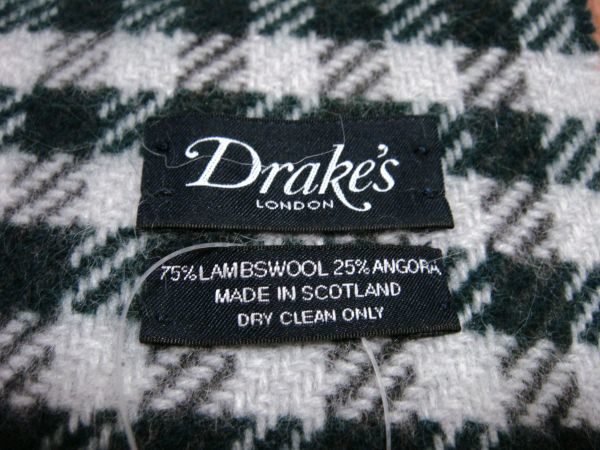 Drake's
LONDON
75% LAMBSWOOL 25% ANGORA
MADE IN SCOTLAND
DRY CLEAN ONLY